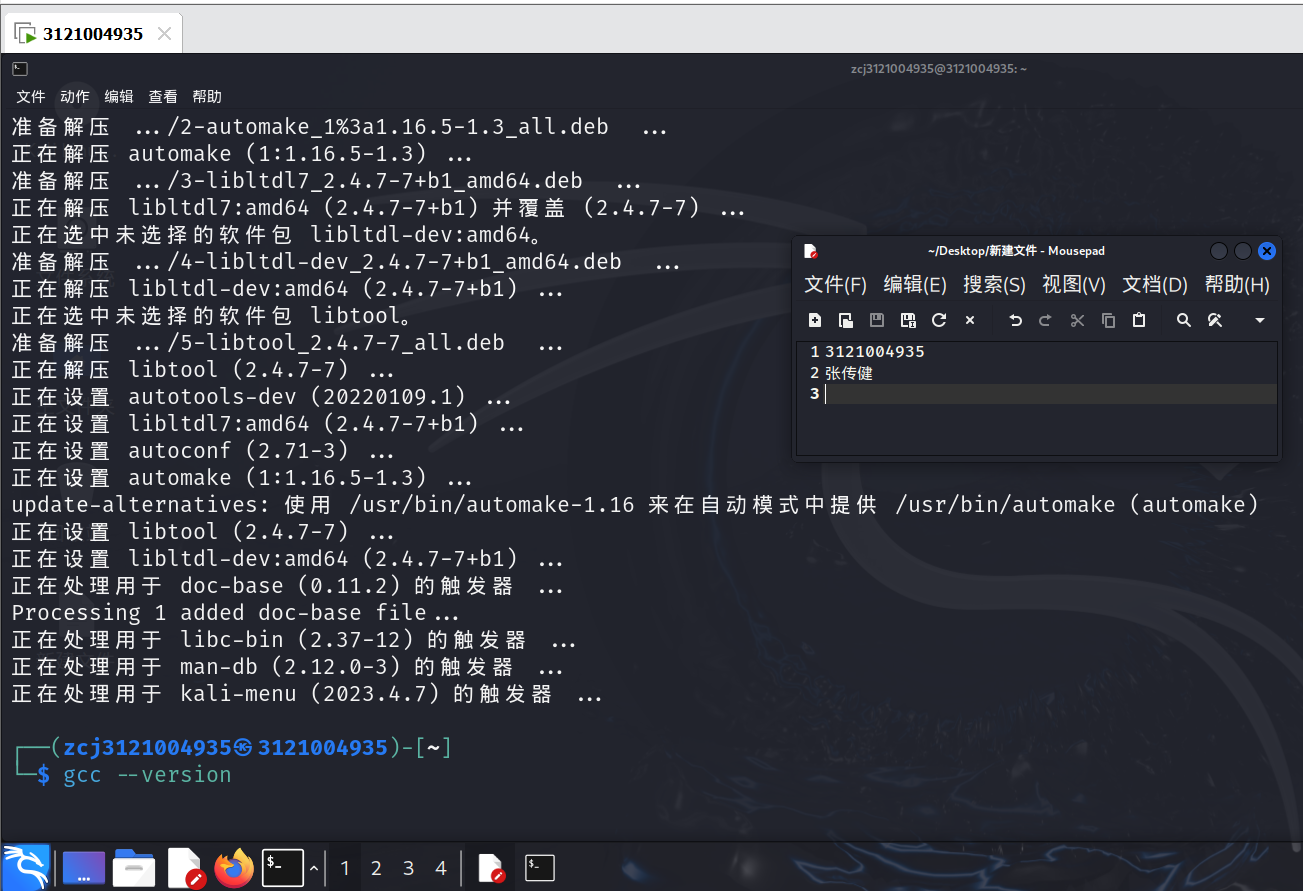 3121004935
zcj3121004935@3121004935: ~
文件 动作 编辑 查看 帮助
准备解压 .../2-automake_1%3a1.16.5-1.3_all.deb ...
正在解压 automake (1:1.16.5-1.3) ...
准备解压 .../3-libltdl7_2.4.7-7+b1_amd64.deb ...
正在解压 libltdl7:amd64 (2.4.7-7+b1) 并覆盖 (2.4.7-7) ...
正在选中未选择的软件包 libltdl-dev:amd64。
准备解压 .../4-libltdl-dev_2.4.7-7+b1_amd64.deb ...
正在解压 libltdl-dev:amd64 (2.4.7-7+b1) ...
正在选中未选择的软件包 libtool。
准备解压 .../5-libtool_2.4.7-7_all.deb ...
正在解压 libtool (2.4.7-7) ...
正在设置 autotools-dev (20220109.1) ...
正在设置 libltdl7:amd64 (2.4.7-7+b1) ...
正在设置 autoconf (2.71-3) ...
正在设置 automake (1:1.16.5-1.3) ...
update-alternatives: 使用 /usr/bin/automake-1.16 来在自动模式中提供 /usr/bin/automake (automake)
正在设置 libtool (2.4.7-7) ...
正在设置 libltdl-dev:amd64 (2.4.7-7+b1) ...
正在处理用于 doc-base (0.11.2) 的触发器 ...
Processing 1 added doc-base file...
正在处理用于 libc-bin (2.37-12) 的触发器 ...
正在处理用于 man-db (2.12.0-3) 的触发器 ...
正在处理用于 kali-menu (2023.4.7) 的触发器 ...
┌──(zcj3121004935㉿3121004935)-[~]
└─$ gcc --version
~/Desktop/新建文件 - Mousepad
文件(F) 编辑(E) 搜索(S) 视图(V) 文档(D) 帮助(H)
1 3121004935
2 张传健
3
1 2 3 4